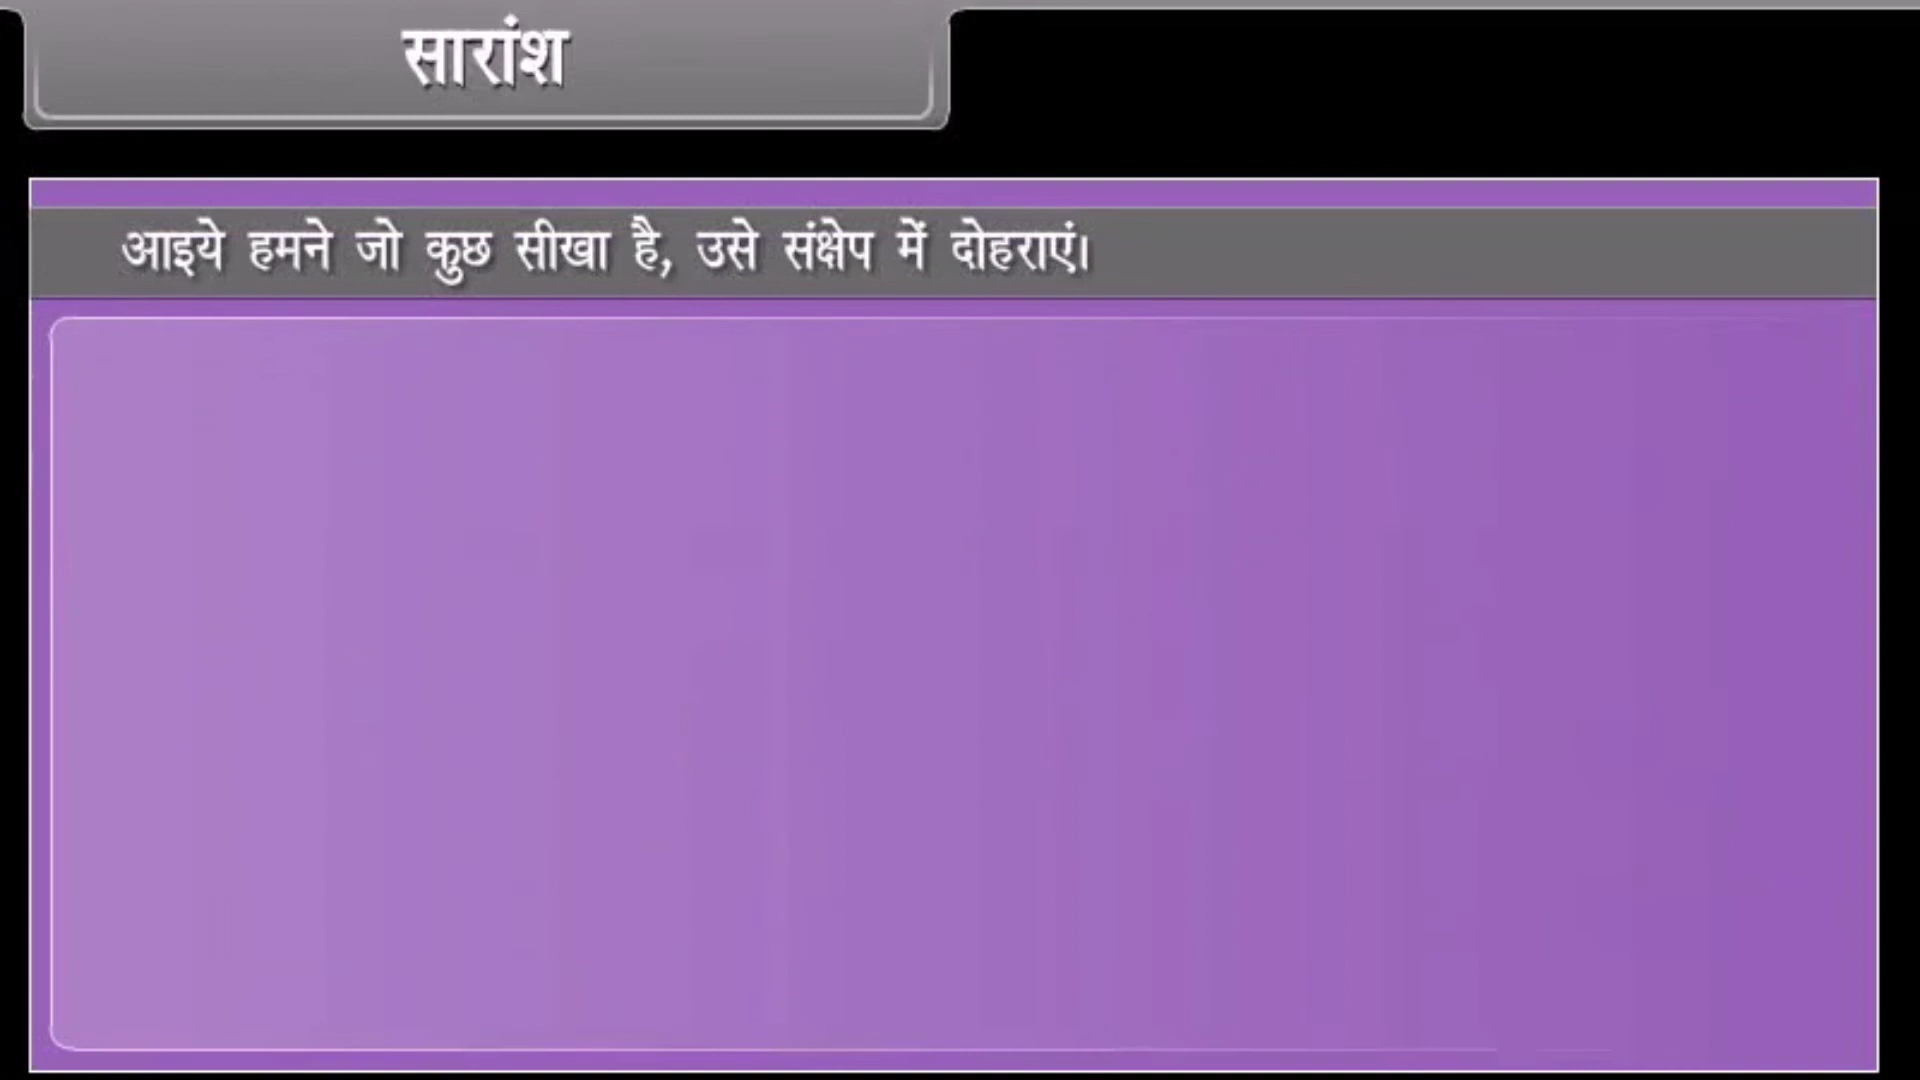 सारांश
आइये हमने जो कुछ सीखा है, उसे संक्षेप में दोहराएं।